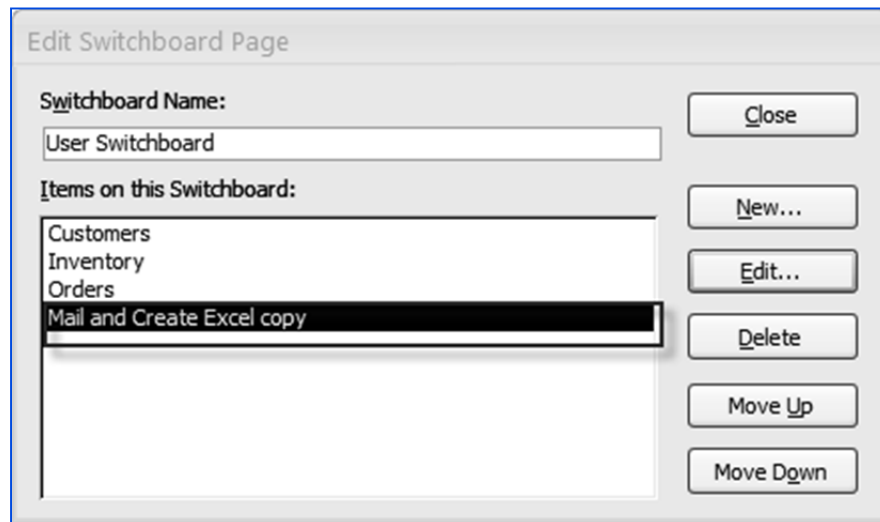 Edit Switchboard Page
Switchboard Name:
Close
User Switchboard
Items on this Switchboard:
New...
Customers
Inventory
Edit...
Orders
Mail and Create Excel copy
Delete
Move Up
Move Down